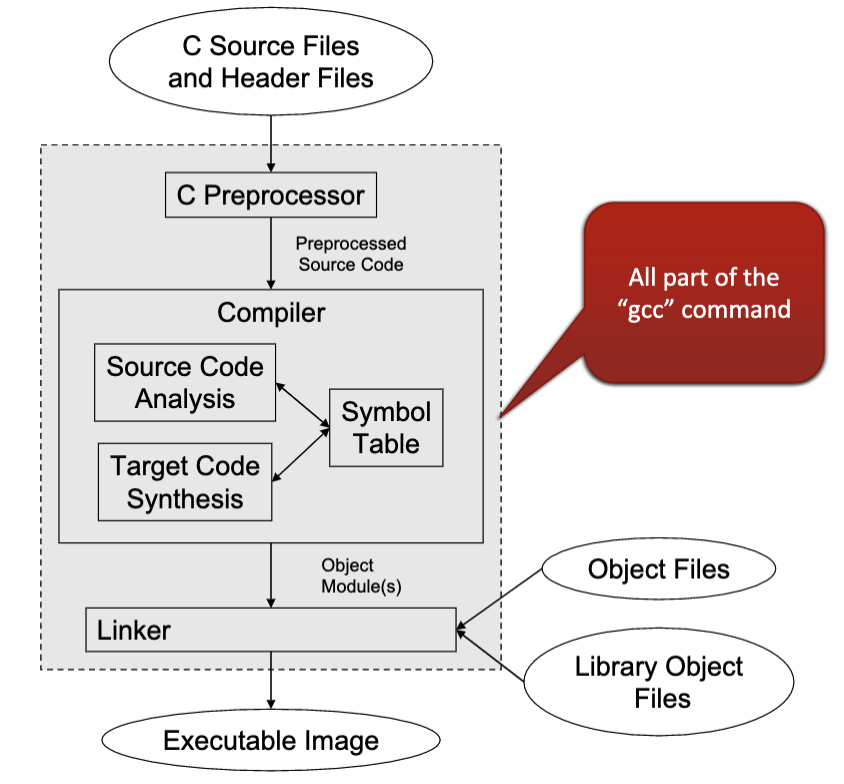 C Source Files
and Header Files
C Preprocessor
Preprocessed
Source Code
All part of the
“gcc” command
Compiler
Source Code
Analysis
Symbol
Table
Target Code
Synthesis
Object
Module(s)
Object Files
Linker
Library Object
Files
Executable Image